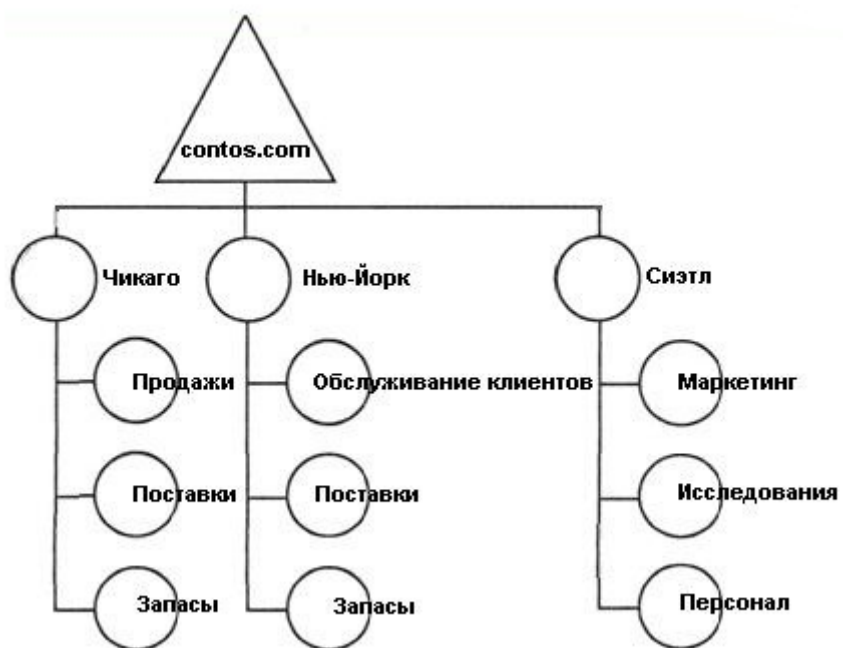 contos.com
Чикаго
Нью-Йорк
Сиэтл
Продажи
Обслуживание клиентов
Маркетинг
Поставки
Поставки
Исследования
Запасы
Запасы
Персонал